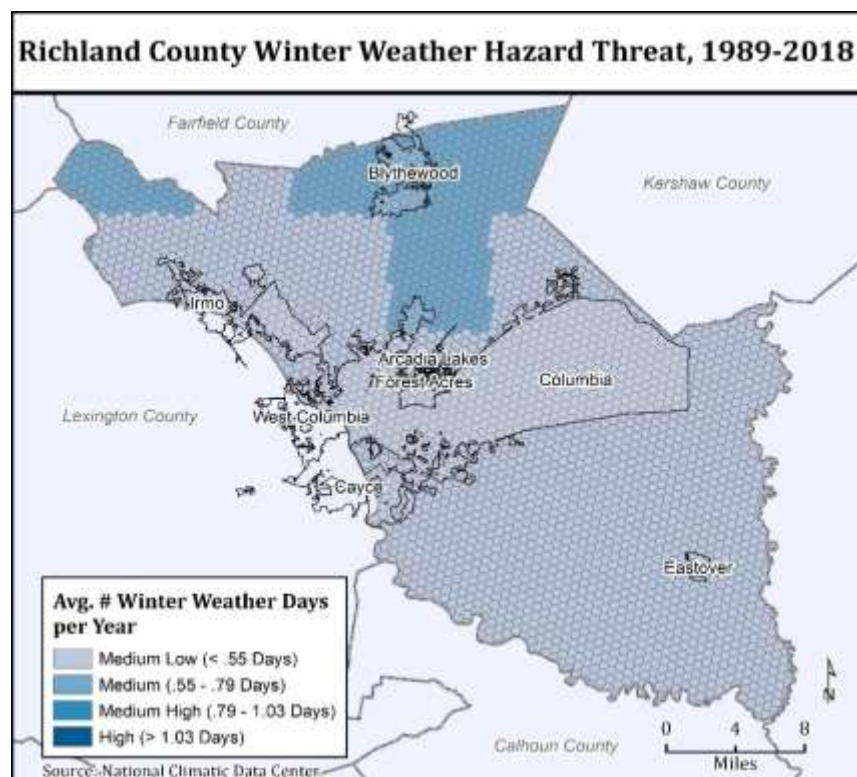 Richland County Winter Weather Hazard Threat, 1989-2018
Fairfield County
Blythewood
Kershaw County
Irmo
Arcadia Lakes
Forest Acres
Columbia
Lexington County
West Columbia
Cayce
Eastover
Avg. # Winter Weather Days
per Year
Medium Low (< .55 Days)
Medium (.55 - .79 Days)
Medium High (.79 - 1.03 Days)
High (> 1.03 Days)
N
0 4 8
Miles
Calhoun County
Source: National Climatic Data Center